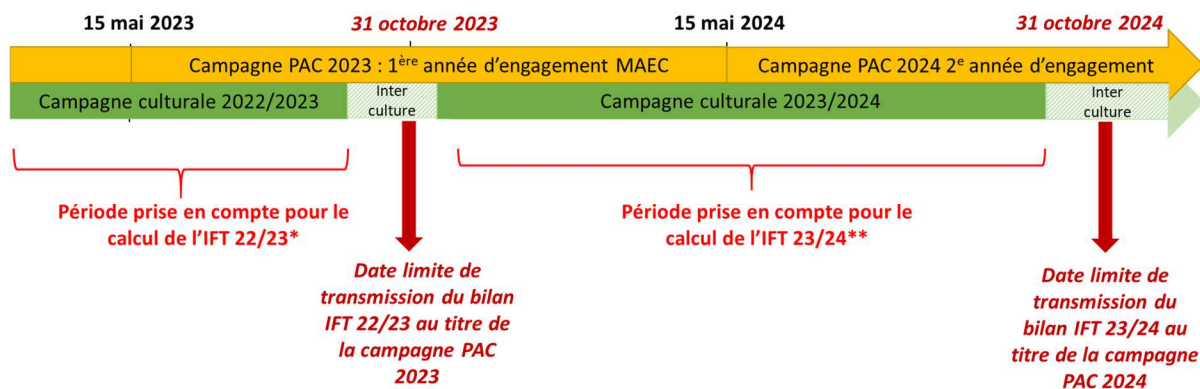 15 mai 2023
31 octobre 2023
15 mai 2024
31 octobre 2024
Campagne PAC 2023 : 1ère année d’engagement MAEC
Campagne PAC 2024 2e année d’engagement
Campagne culturale 2022/2023
Inter
culture
Campagne culturale 2023/2024
Inter
culture
Période prise en compte pour le
calcul de l’IFT 22/23*
Période prise en compte pour le
calcul de l’IFT 23/24**
Date limite de
transmission du bilan
IFT 22/23 au titre de
la campagne PAC
2023
Date limite de
transmission du
bilan IFT 23/24 au
titre de la campagne
PAC 2024